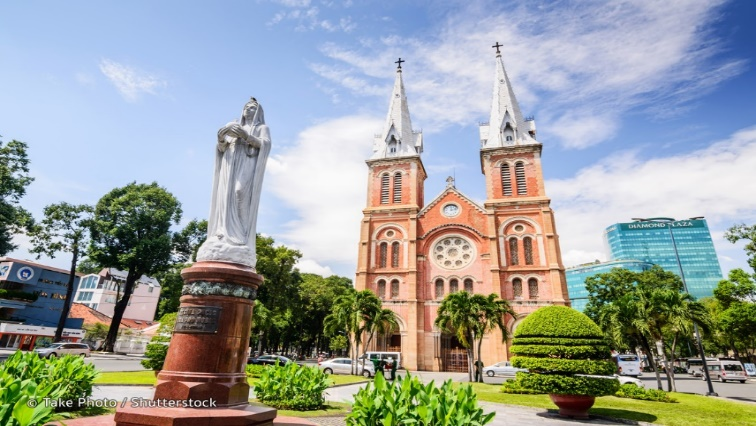 DIAMOND PLAZA
© Take Photo / Shutterstock